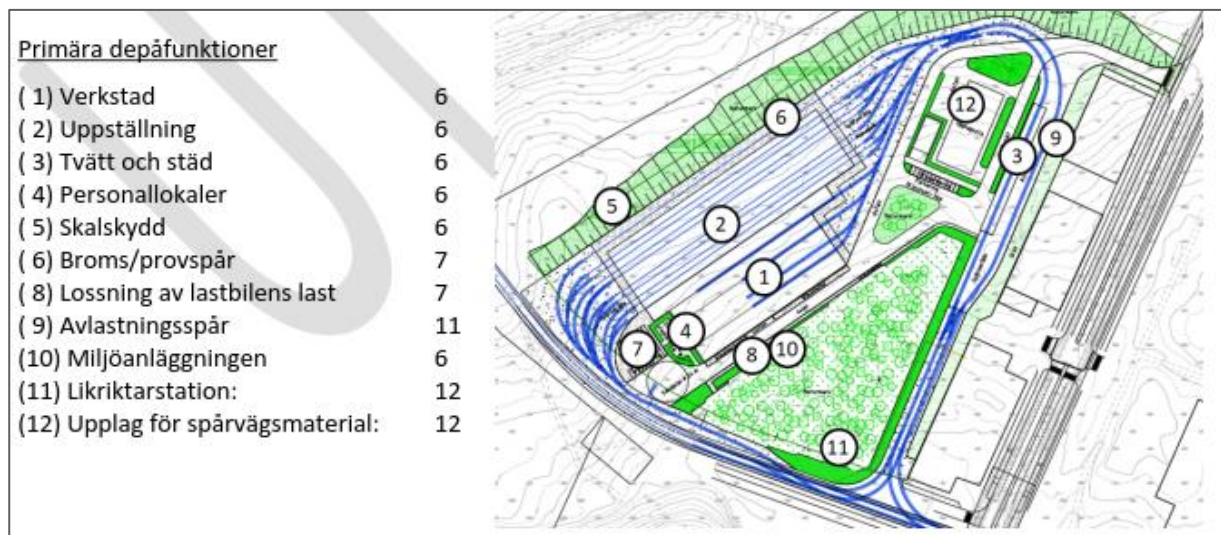 Primära depåfunktioner
( 1) Verkstad 6
( 2) Uppställning 6
( 3) Tvätt och städ 6
( 4) Personallokaler 6
( 5) Skalskydd 6
( 6) Broms/provspår 7
( 8) Lossning av lastbilens last 7
( 9) Avlastningsspår 11
(10) Miljöanläggningen 6
(11) Likriktarstation: 12
(12) Upplag för spårvägsmaterial: 12
12
9
3
6
5
2
1
4
7
8
10
11